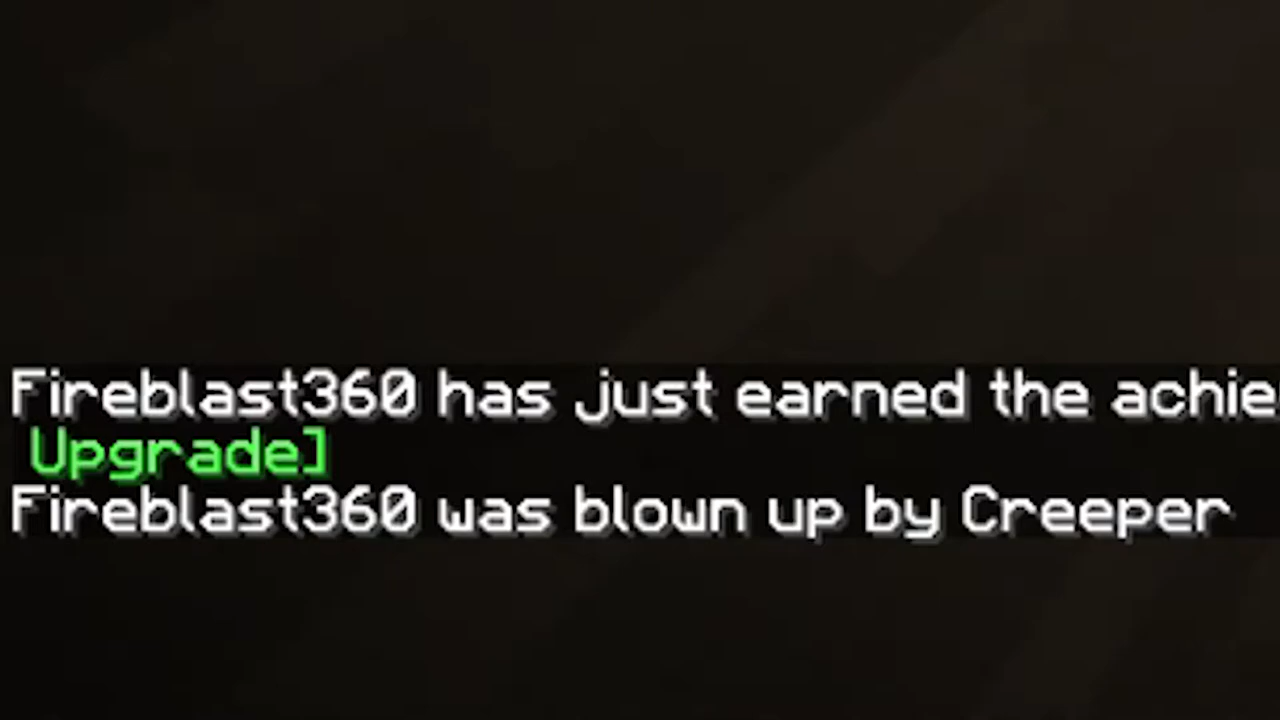 Fireblast360 has just earned the achie
Upgrade]
Fireblast360 was blown up by Creeper